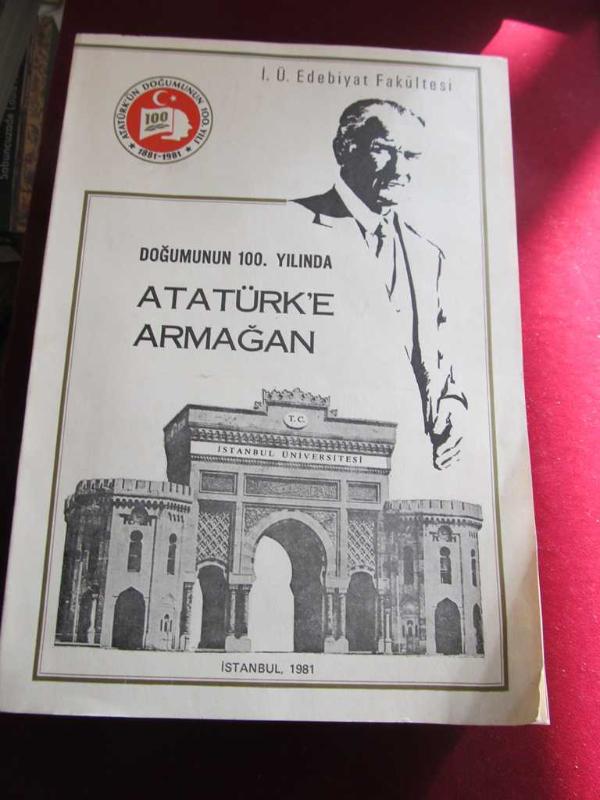 İ. Ü. Edebiyat Fakültesi
ATATÜRK'ÜN DOĞUMUNUN 100. YILI
100
1881-1981
DOĞUMUNUN 100. YILINDA
ATATÜRK'E
ARMAĞAN
T.C.
İSTANBUL ÜNİVERSİTESİ
İSTANBUL, 1981